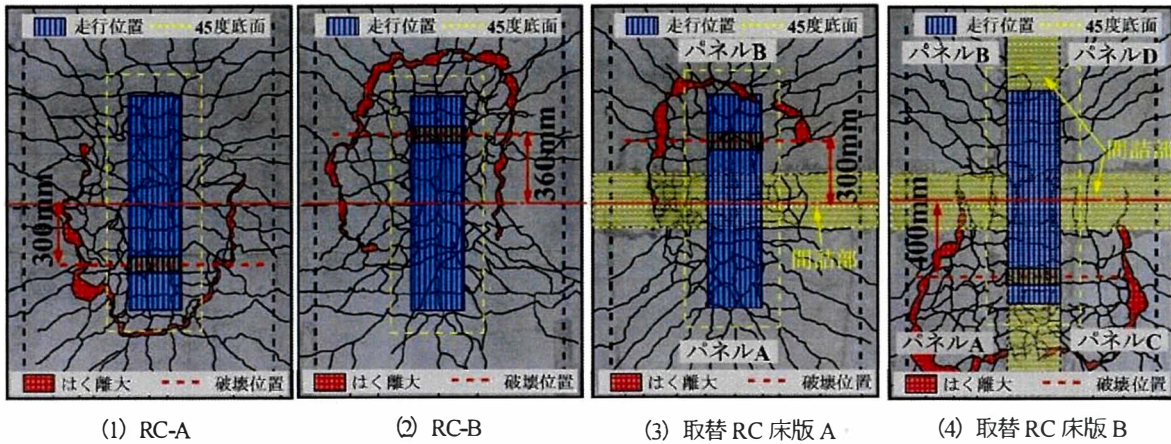 走行位置 45度底面
300mm
はく離大 破壊位置
(1) RC-A
走行位置 45度底面
360mm
はく離大 破壊位置
(2) RC-B
走行位置 45度底面
パネルB
300mm
間詰部
パネルA
はく離大 破壊位置
(3) 取替 RC 床版 A
走行位置 45度底面
パネルB パネルD
間詰部
400mm
パネルA パネルC
はく離大 破壊位置
(4) 取替 RC 床版 B